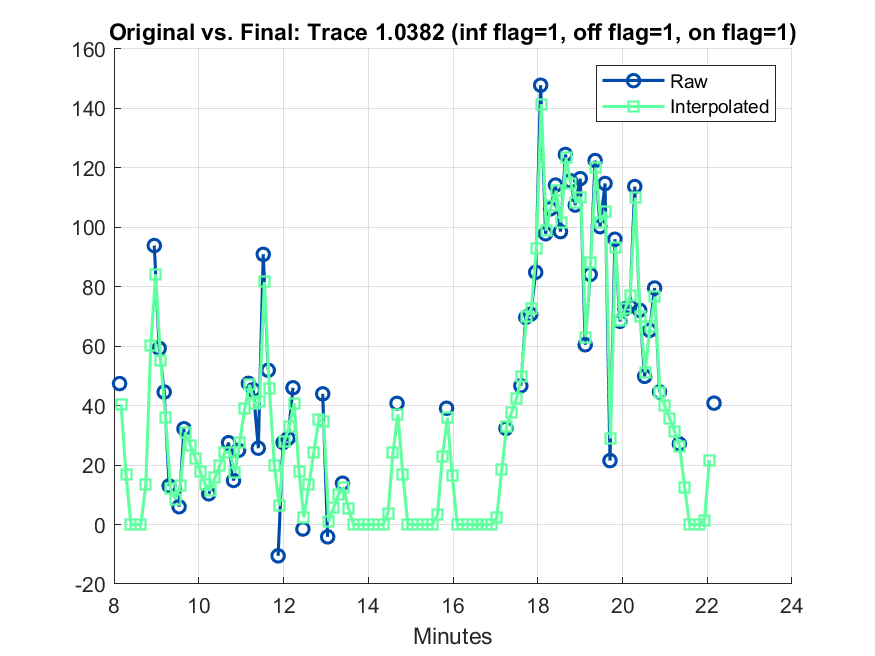 Original vs. Final: Trace 1.0382 (inf flag=1, off flag=1, on flag=1)
Raw
Interpolated
160
140
120
100
80
60
40
20
0
-20
8 10 12 14 16 18 20 22 24
Minutes